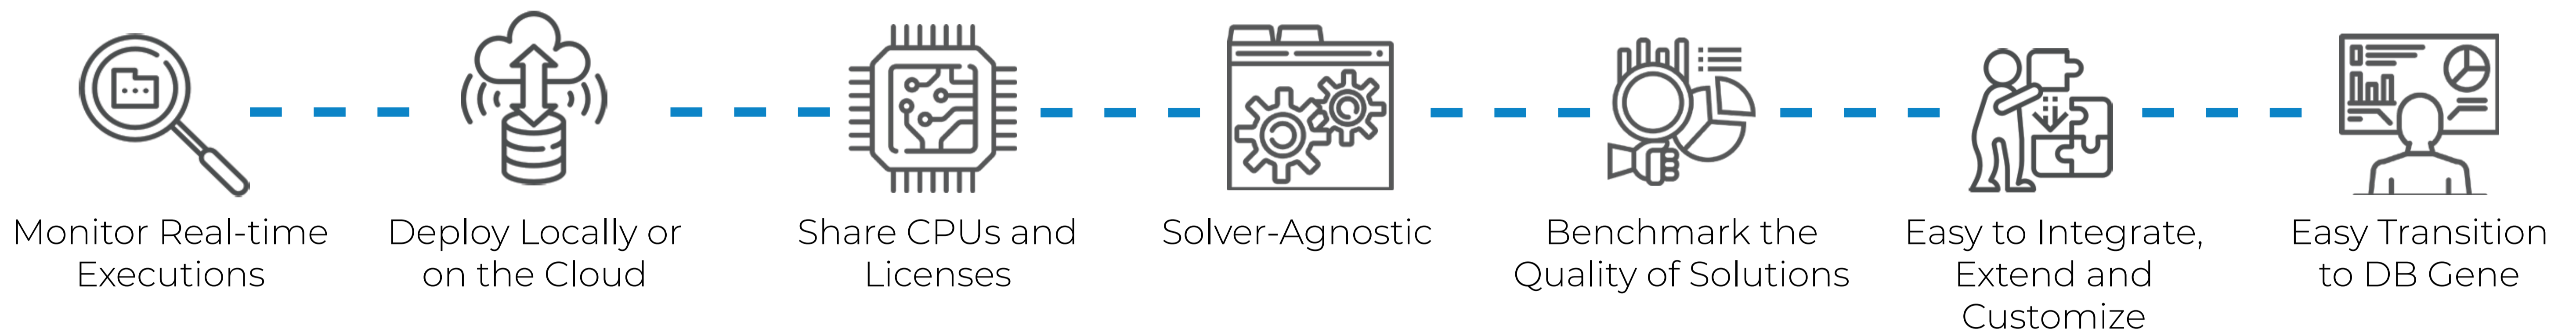 Monitor Real-time
Executions
Deploy Locally or
on the Cloud
Share CPUs and
Licenses
Solver-Agnostic
Benchmark the
Quality of Solutions
Easy to Integrate,
Extend and
Customize
Easy Transition
to DB Gene